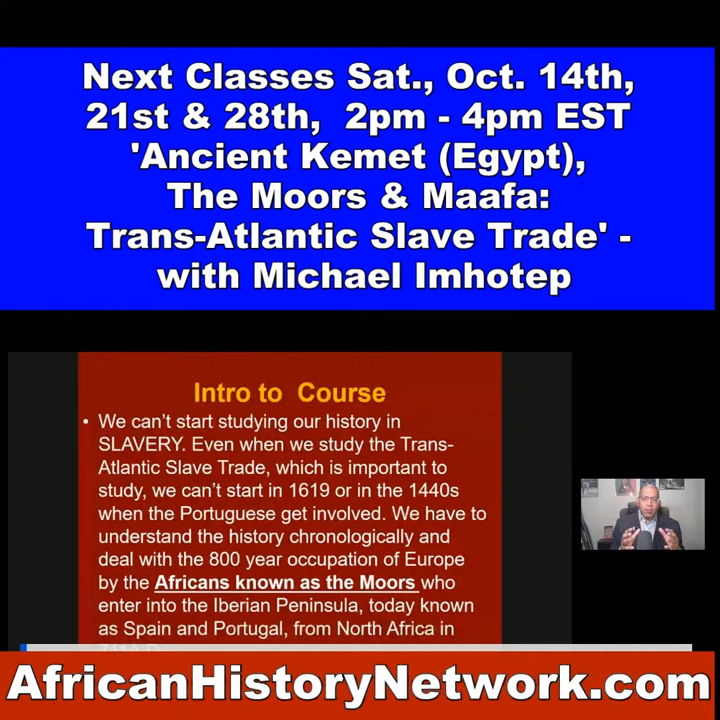 Next Classes Sat., Oct. 14th,
21st & 28th, 2pm - 4pm EST
'Ancient Kemet (Egypt),
The Moors & Maafa:
Trans-Atlantic Slave Trade' -
with Michael Imhotep
Intro to Course
• We can't start studying our history in
SLAVERY. Even when we study the Trans-
Atlantic Slave Trade, which is important to
study, we can't start in 1619 or in the 1440s
when the Portuguese get involved. We have to
understand the history chronologically and
deal with the 800 year occupation of Europe
by the Africans known as the Moors who
enter into the Iberian Peninsula, today known
as Spain and Portugal, from North Africa in
AfricanHistoryNetwork.com